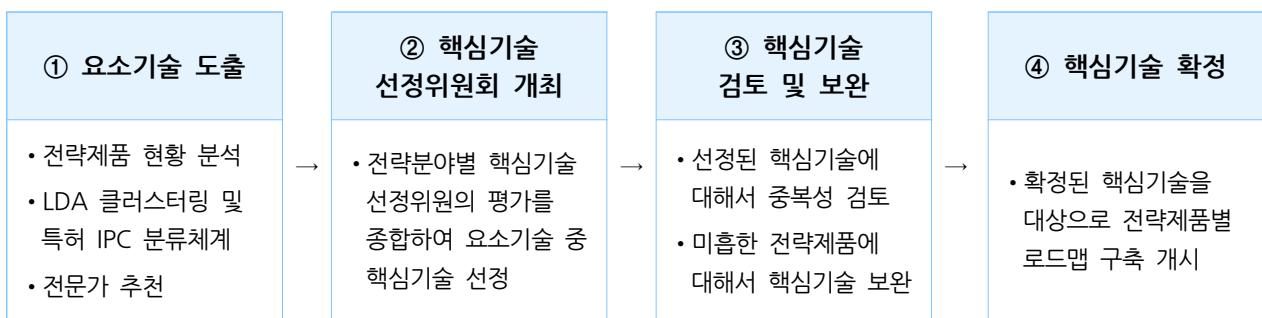 ① 요소기술 도출
• 전략제품 현황 분석
• LDA 클러스터링 및
특허 IPC 분류체계
• 전문가 추천
→
② 핵심기술
선정위원회 개최
• 전략분야별 핵심기술
선정위원의 평가를
종합하여 요소기술 중
핵심기술 선정
→
③ 핵심기술
검토 및 보완
• 선정된 핵심기술에
대해서 중복성 검토
• 미흡한 전략제품에
대해서 핵심기술 보완
→
④ 핵심기술 확정
• 확정된 핵심기술을
대상으로 전략제품별
로드맵 구축 개시